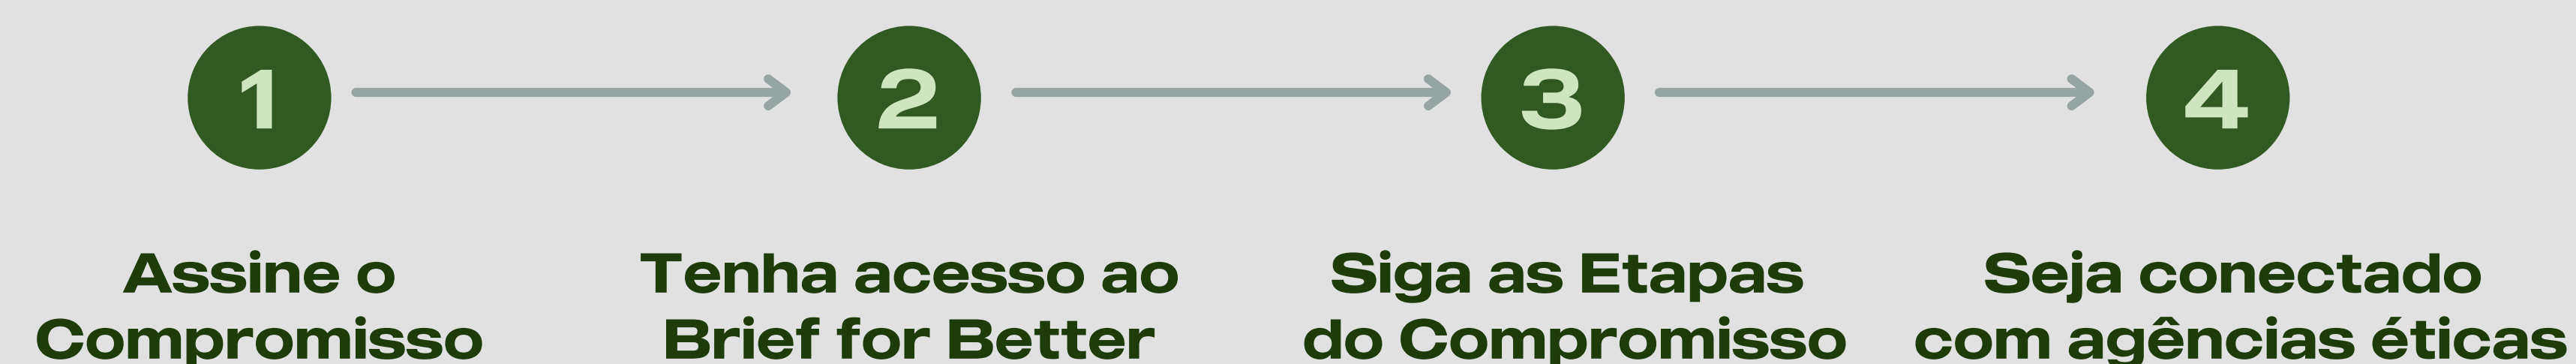 1
2
3
4
Assine o
Compromisso
Tenha acesso ao
Brief for Better
Siga as Etapas
do Compromisso
Seja conectado
com agências éticas